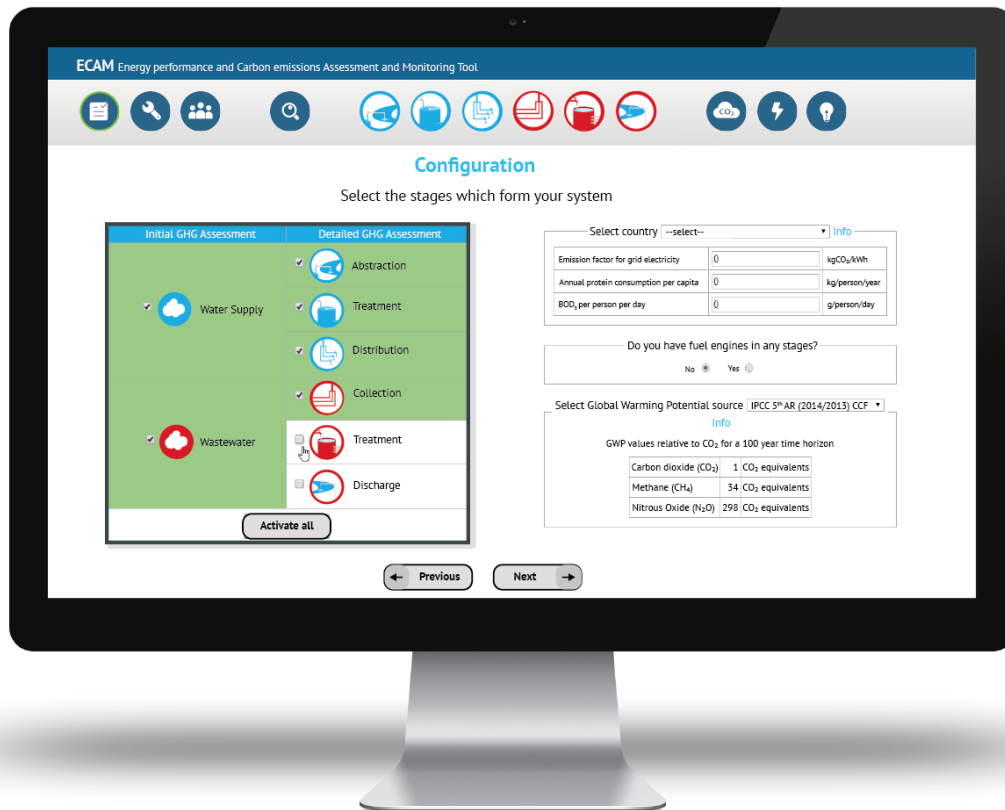 ECAM Energy performance and Carbon emissions Assessment and Monitoring Tool
CO₂
Configuration
Select the stages which form your system
Initial GHG Assessment
Detailed GHG Assessment
Water Supply
Abstraction
Treatment
Distribution
Wastewater
Collection
Treatment
Discharge
Activate all
Select country --select-- Info
Emission factor for grid electricity 0 kgCO₂/kWh
Annual protein consumption per capita 0 kg/person/year
BOD₅ per person per day 0 g/person/day
Do you have fuel engines in any stages?
No Yes
Select Global Warming Potential source IPCC 5th AR (2014/2013) CCF
Info
GWP values relative to CO₂ for a 100 year time horizon
Carbon dioxide (CO₂) 1 CO₂ equivalents
Methane (CH₄) 34 CO₂ equivalents
Nitrous Oxide (N₂O) 298 CO₂ equivalents
Previous
Next